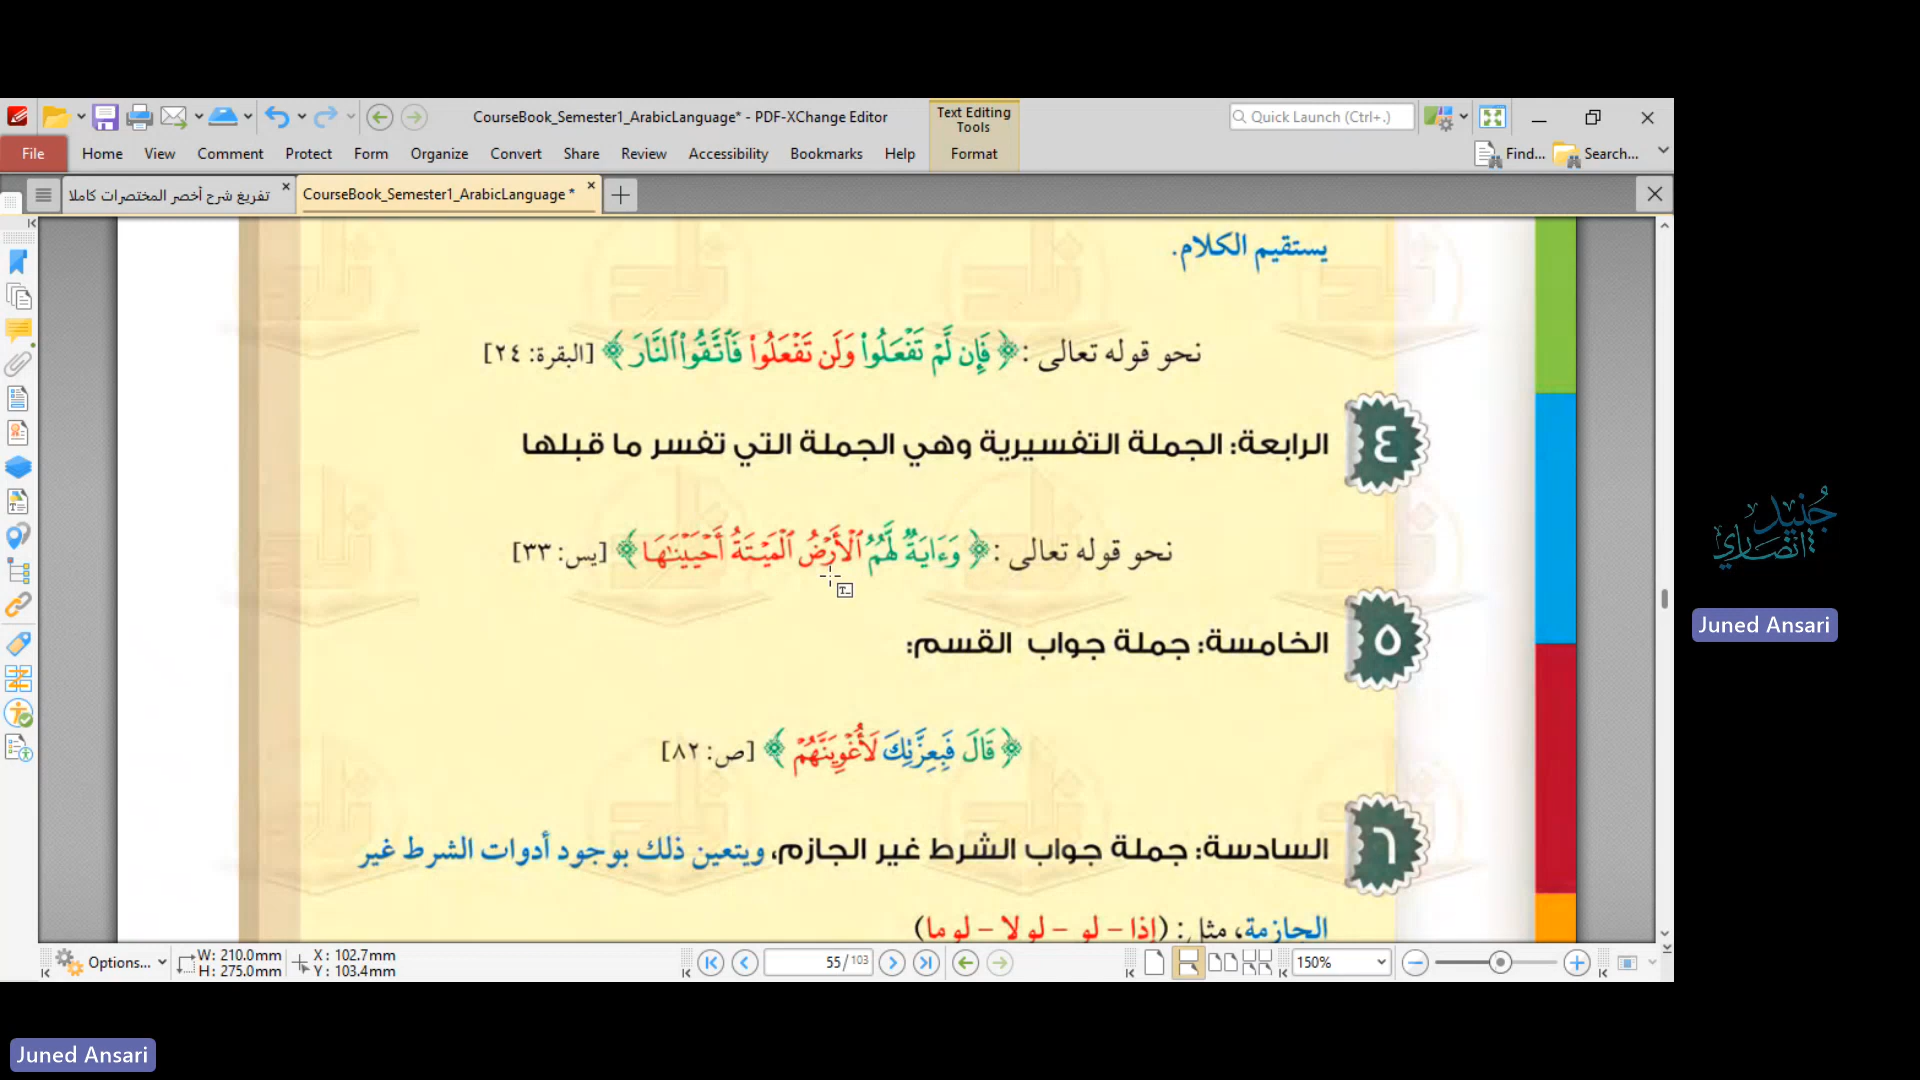 CourseBook_Semester1_ArabicLanguage* - PDF-XChange Editor
Text Editing Tools
Quick Launch (Ctrl+.)
File Home View Comment Protect Form Organize Convert Share Review Accessibility Bookmarks Help Format Find... Search...
تفريغ شرح أخصر المختصرات كاملا
CourseBook_Semester1_ArabicLanguage *
يستقيم الكلام.
نحو قوله تعالى : ﴿ فَإِن لَّمْ تَفْعَلُوا۟ وَلَن تَفْعَلُوا۟ فَٱتَّقُوا۟ ٱلنَّارَ ﴾ [البقرة: ٢٤]
٤
الرابعة: الجملة التفسيرية وهي الجملة التي تفسر ما قبلها
نحو قوله تعالى : ﴿ وَءَايَةٌ لَّهُمُ ٱلْأَرْضُ ٱلْمَيْتَةُ أَحْيَيْنَٰهَا ﴾ [يس: ٣٣]
٥
الخامسة: جملة جواب القسم:
﴿ قَالَ فَبِعِزَّتِكَ لَأُغْوِيَنَّهُمْ ﴾ [ص: ٨٢]
٦
السادسة: جملة جواب الشرط غير الجازم، ويتعين ذلك بوجود أدوات الشرط غير
الجازمة، مثل: (إذا – لو – لولا – لوما)
Options...
W: 210.0mm
H: 275.0mm
X: 102.7mm
Y: 103.4mm
55/103
150%
جنيد انصاري
Juned Ansari
Juned Ansari